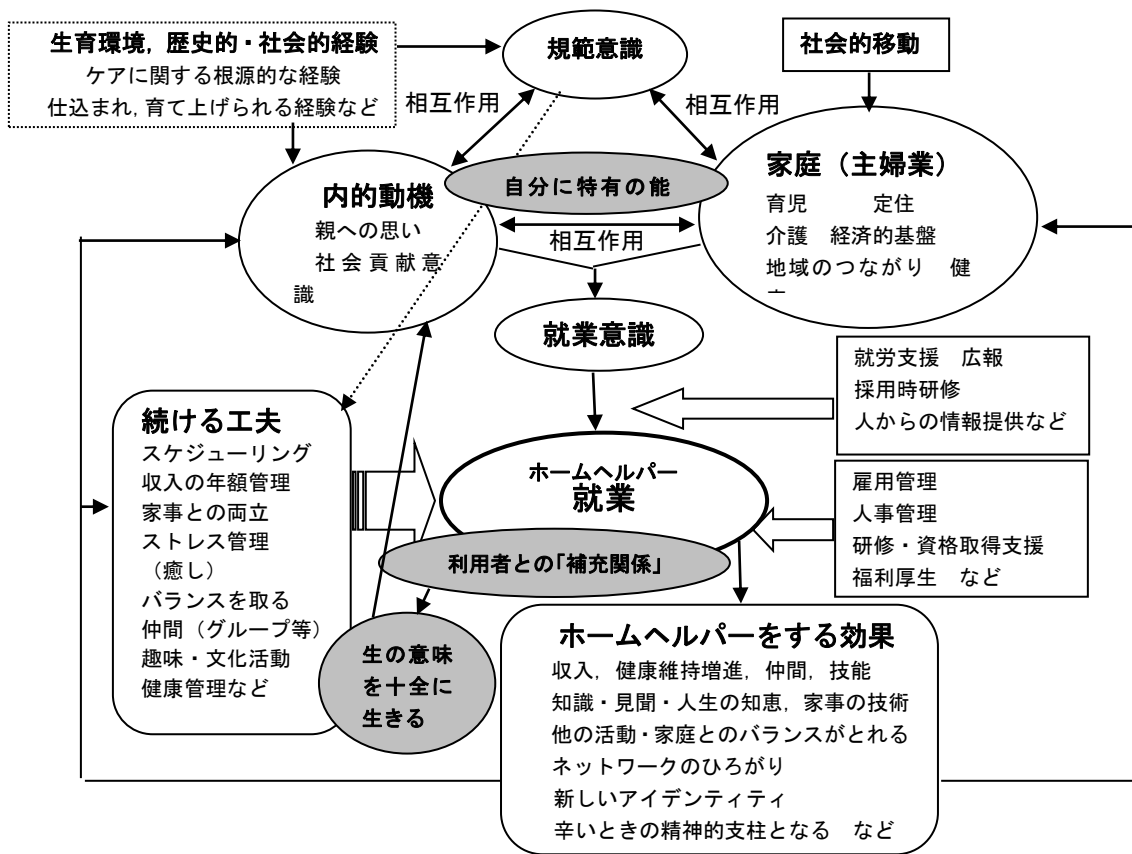 生育環境，歴史的・社会的経験
ケアに関する根源的な経験
仕込まれ,育て上げられる経験など
規範意識
社会的移動
相互作用
相互作用
内的動機
親への思い
社会貢献意
識
自分に特有の能
相互作用
家庭（主婦業）
育児　定住
介護　経済的基盤
地域のつながり　健
就業意識
就労支援　広報
採用時研修
人からの情報提供など
続ける工夫
スケジューリング
収入の年額管理
家事との両立
ストレス管理
（癒し）
バランスを取る
仲間（グループ等）
趣味・文化活動
健康管理など
ホームヘルパー
就業
利用者との「補充関係」
雇用管理
人事管理
研修・資格取得支援
福利厚生　など
生の意味
を十全に
生きる
ホームヘルパーをする効果
収入，健康維持増進，仲間，技能
知識・見聞・人生の知恵，家事の技術
他の活動・家庭とのバランスがとれる
ネットワークのひろがり
新しいアイデンティティ
辛いときの精神的支柱となる　など